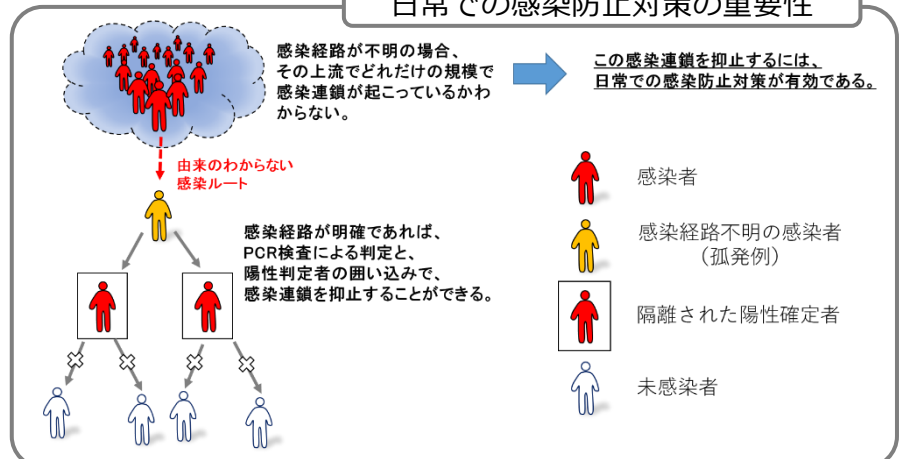 日常での感染防止対策の重要性
感染経路が不明の場合、
その上流でどれだけの規模で
感染連鎖が起こっているかわ
からない。
この感染連鎖を抑止するには、
日常での感染防止対策が有効である。
由来のわからない
感染ルート
感染経路が明確であれば、
PCR検査による判定と、
陽性判定者の囲い込みで、
感染連鎖を抑止することができる。
感染者
感染経路不明の感染者
（孤発例）
隔離された陽性確定者
未感染者